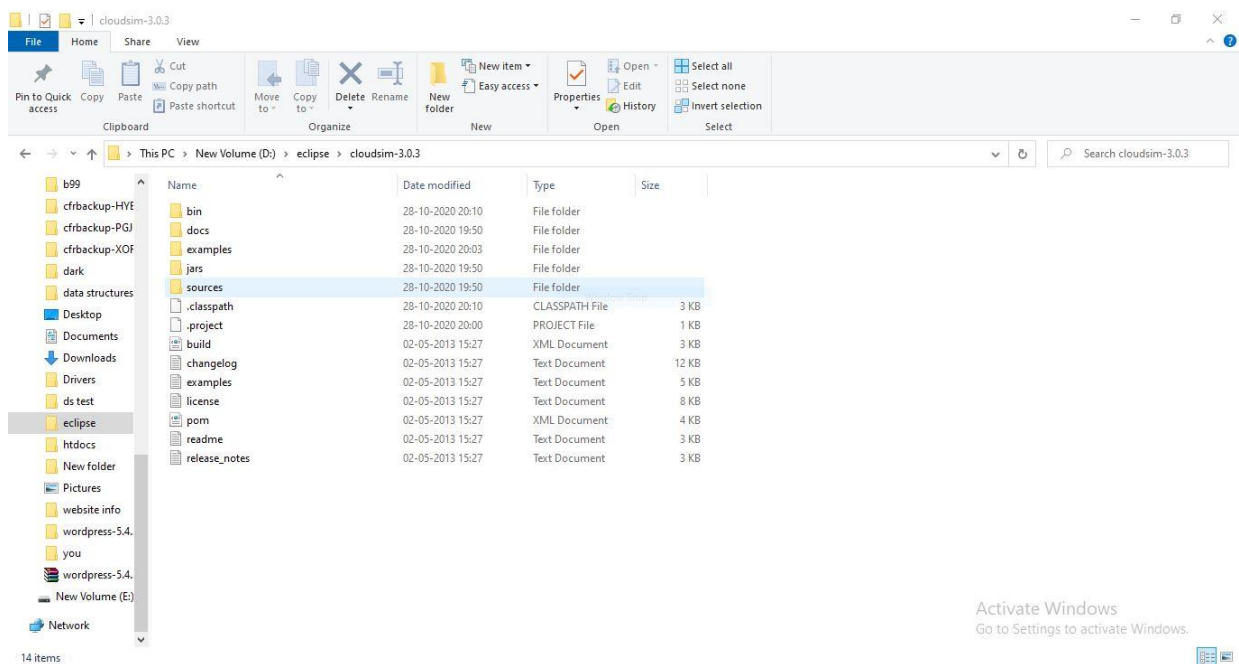 cloudsim-3.0.3
File Home Share View
Pin to Quick access
Copy
Paste
Cut
Copy path
Paste shortcut
Clipboard
Move to
Copy to
Delete
Rename
Organize
New folder
New item
Easy access
New
Properties
Open
Edit
History
Open
Select all
Select none
Invert selection
Select
This PC > New Volume (D:) > eclipse > cloudsim-3.0.3
Search cloudsim-3.0.3
b99
cfrbackup-HYE
cfrbackup-PGJ
cfrbackup-XOF
dark
data structures
Desktop
Documents
Downloads
Drivers
ds test
eclipse
htdocs
New folder
Pictures
website info
wordpress-5.4.
you
wordpress-5.4.
New Volume (E:)
Network
Name Date modified Type Size
bin 28-10-2020 20:10 File folder
docs 28-10-2020 19:50 File folder
examples 28-10-2020 20:03 File folder
jars 28-10-2020 19:50 File folder
sources 28-10-2020 19:50 File folder
.classpath 28-10-2020 20:10 CLASSPATH File 3 KB
.project 28-10-2020 20:00 PROJECT File 1 KB
build 02-05-2013 15:27 XML Document 3 KB
changelog 02-05-2013 15:27 Text Document 12 KB
examples 02-05-2013 15:27 Text Document 5 KB
license 02-05-2013 15:27 Text Document 8 KB
pom 02-05-2013 15:27 XML Document 4 KB
readme 02-05-2013 15:27 Text Document 3 KB
release_notes 02-05-2013 15:27 Text Document 3 KB
Activate Windows
Go to Settings to activate Windows.
14 items